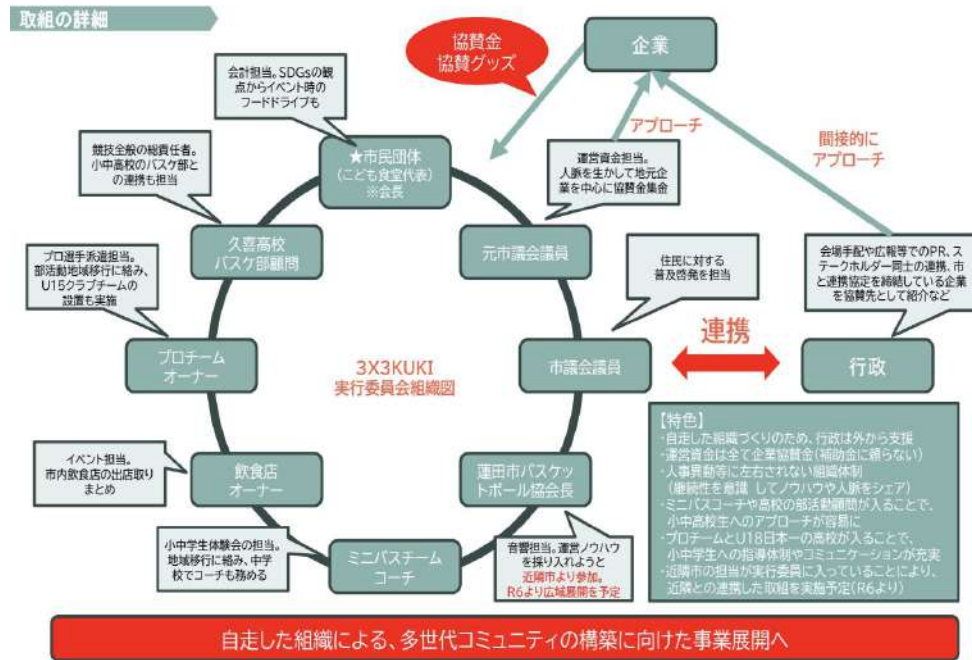 取組の詳細
協賛金
協賛グッズ
企業
会計担当。SDGsの観
点からイベント時の
フードドライブも
アプローチ
間接的に
アプローチ
競技全般の総責任者。
小中高校のバスケ部と
の連携も担当
★市民団体
(こども食堂代表)
※会長
運営資金担当。
人脈を生かして地元企
業を中心に協賛金集金
久喜高校
バスケ部顧問
元市議会議員
プロ選手派遣担当。
部活動地域移行に絡み、
U15クラブチームの
設置も実施
住民に対する
普及啓発を担当
会場手配や広報等でのPR、ス
テークホルダー同士の連携、市
と連携協定を締結している企業
を協賛先として紹介など
プロチーム
オーナー
3X3KUKI
実行委員会組織図
市議会議員
連携
行政
イベント担当。
市内飲食店の出店取り
まとめ
飲食店
オーナー
蓮田市バスケッ
トボール協会長
【特色】
・自走した組織づくりのため、行政は外から支援
・運営資金は全て企業協賛金(補助金に頼らない)
・人事異動等に左右されない組織体制
(継続性を意識 してノウハウや人脈をシェア)
・ミニバスコーチや高校の部活動顧問が入ることで、
小中高校生へのアプローチが容易に
・プロチームとU18日本一の高校が入ることで、
小中学生への指導体制やコミュニケーションが充実
・近隣市の担当が実行委員に入っていることにより、
近隣との連携した取組を実施予定(R6より)
小中学生体験会の担当。
地域移行に絡み、中学
校でコーチも務める
ミニバスチーム
コーチ
音響担当。運営ノウハウ
を採り入れようと
近隣市より参加。
R6より広域展開を予定
自走した組織による、多世代コミュニティの構築に向けた事業展開へ